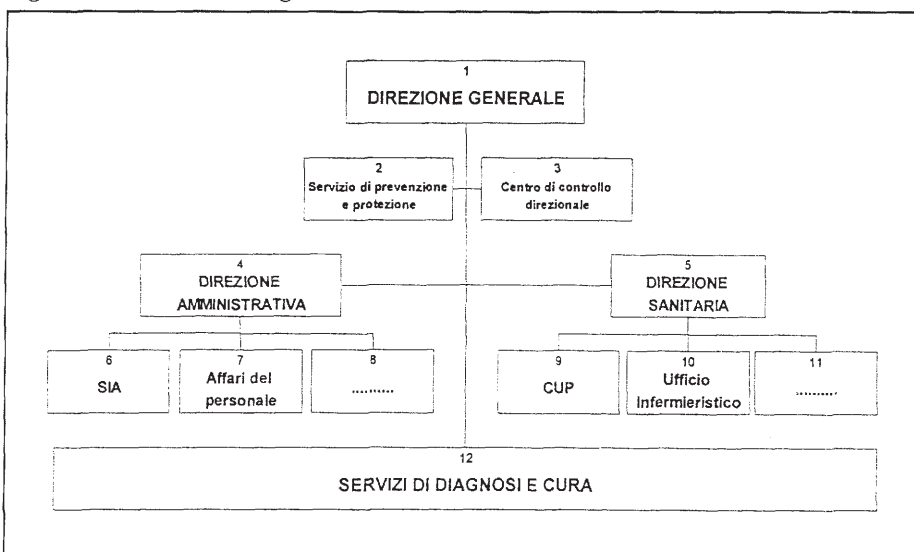 1
DIREZIONE GENERALE
2
Servizio di prevenzione
e protezione
3
Centro di controllo
direzionale
4
DIREZIONE
AMMINISTRATIVA
5
DIREZIONE
SANITARIA
6
SIA
7
Affari del
personale
8
..........
9
CUP
10
Ufficio
Infermieristico
11
..........
12
SERVIZI DI DIAGNOSI E CURA